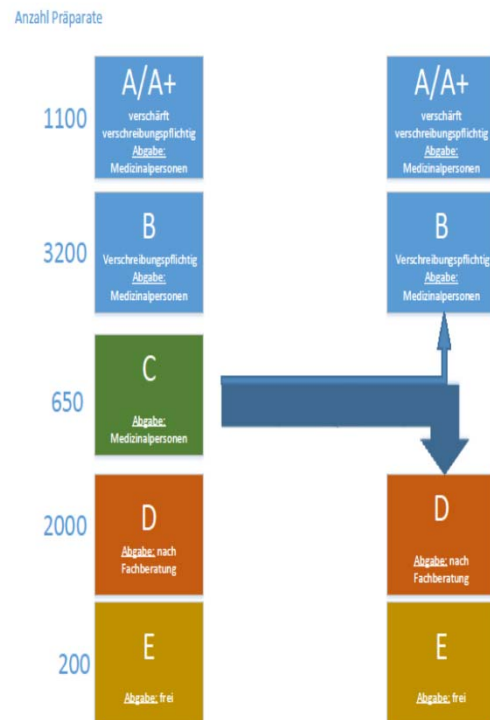 Anzahl Präparate
1100
A/A+
verschärft
verschreibungspflichtig
Abgabe:
Medizinalpersonen
A/A+
verschärft
verschreibungspflichtig
Abgabe:
Medizinalpersonen
3200
B
Verschreibungspflichtig
Abgabe:
Medizinalpersonen
B
Verschreibungspflichtig
Abgabe:
Medizinalpersonen
650
C
Abgabe:
Medizinalpersonen
2000
D
Abgabe: nach
Fachberatung
D
Abgabe: nach
Fachberatung
200
E
Abgabe: frei
E
Abgabe: frei